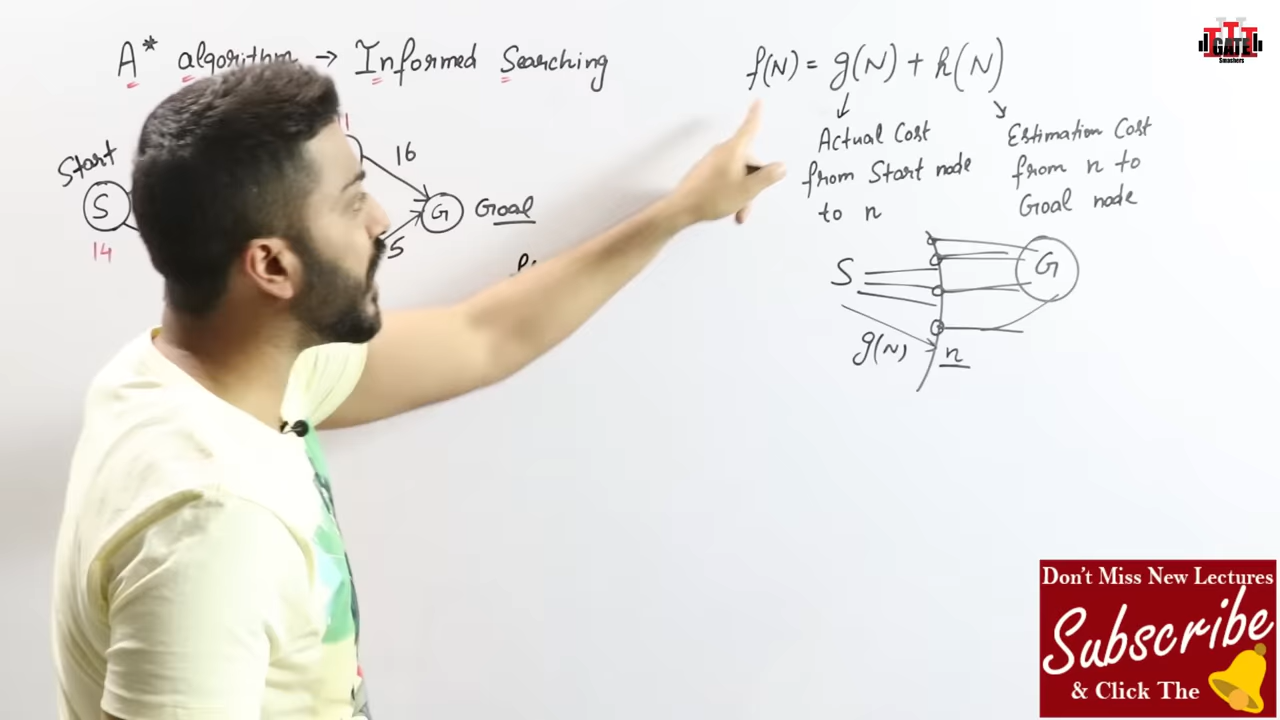 A* algorithm → Informed Searching
Start
S
14
11
16
G
Goal
5
f(N) = g(N) + h(N)
Actual Cost
from Start node
to n
Estimation Cost
from n to
Goal node
S
G
g(N)
n
GATE
Smashers
Don't Miss New Lectures
Subscribe
& Click The